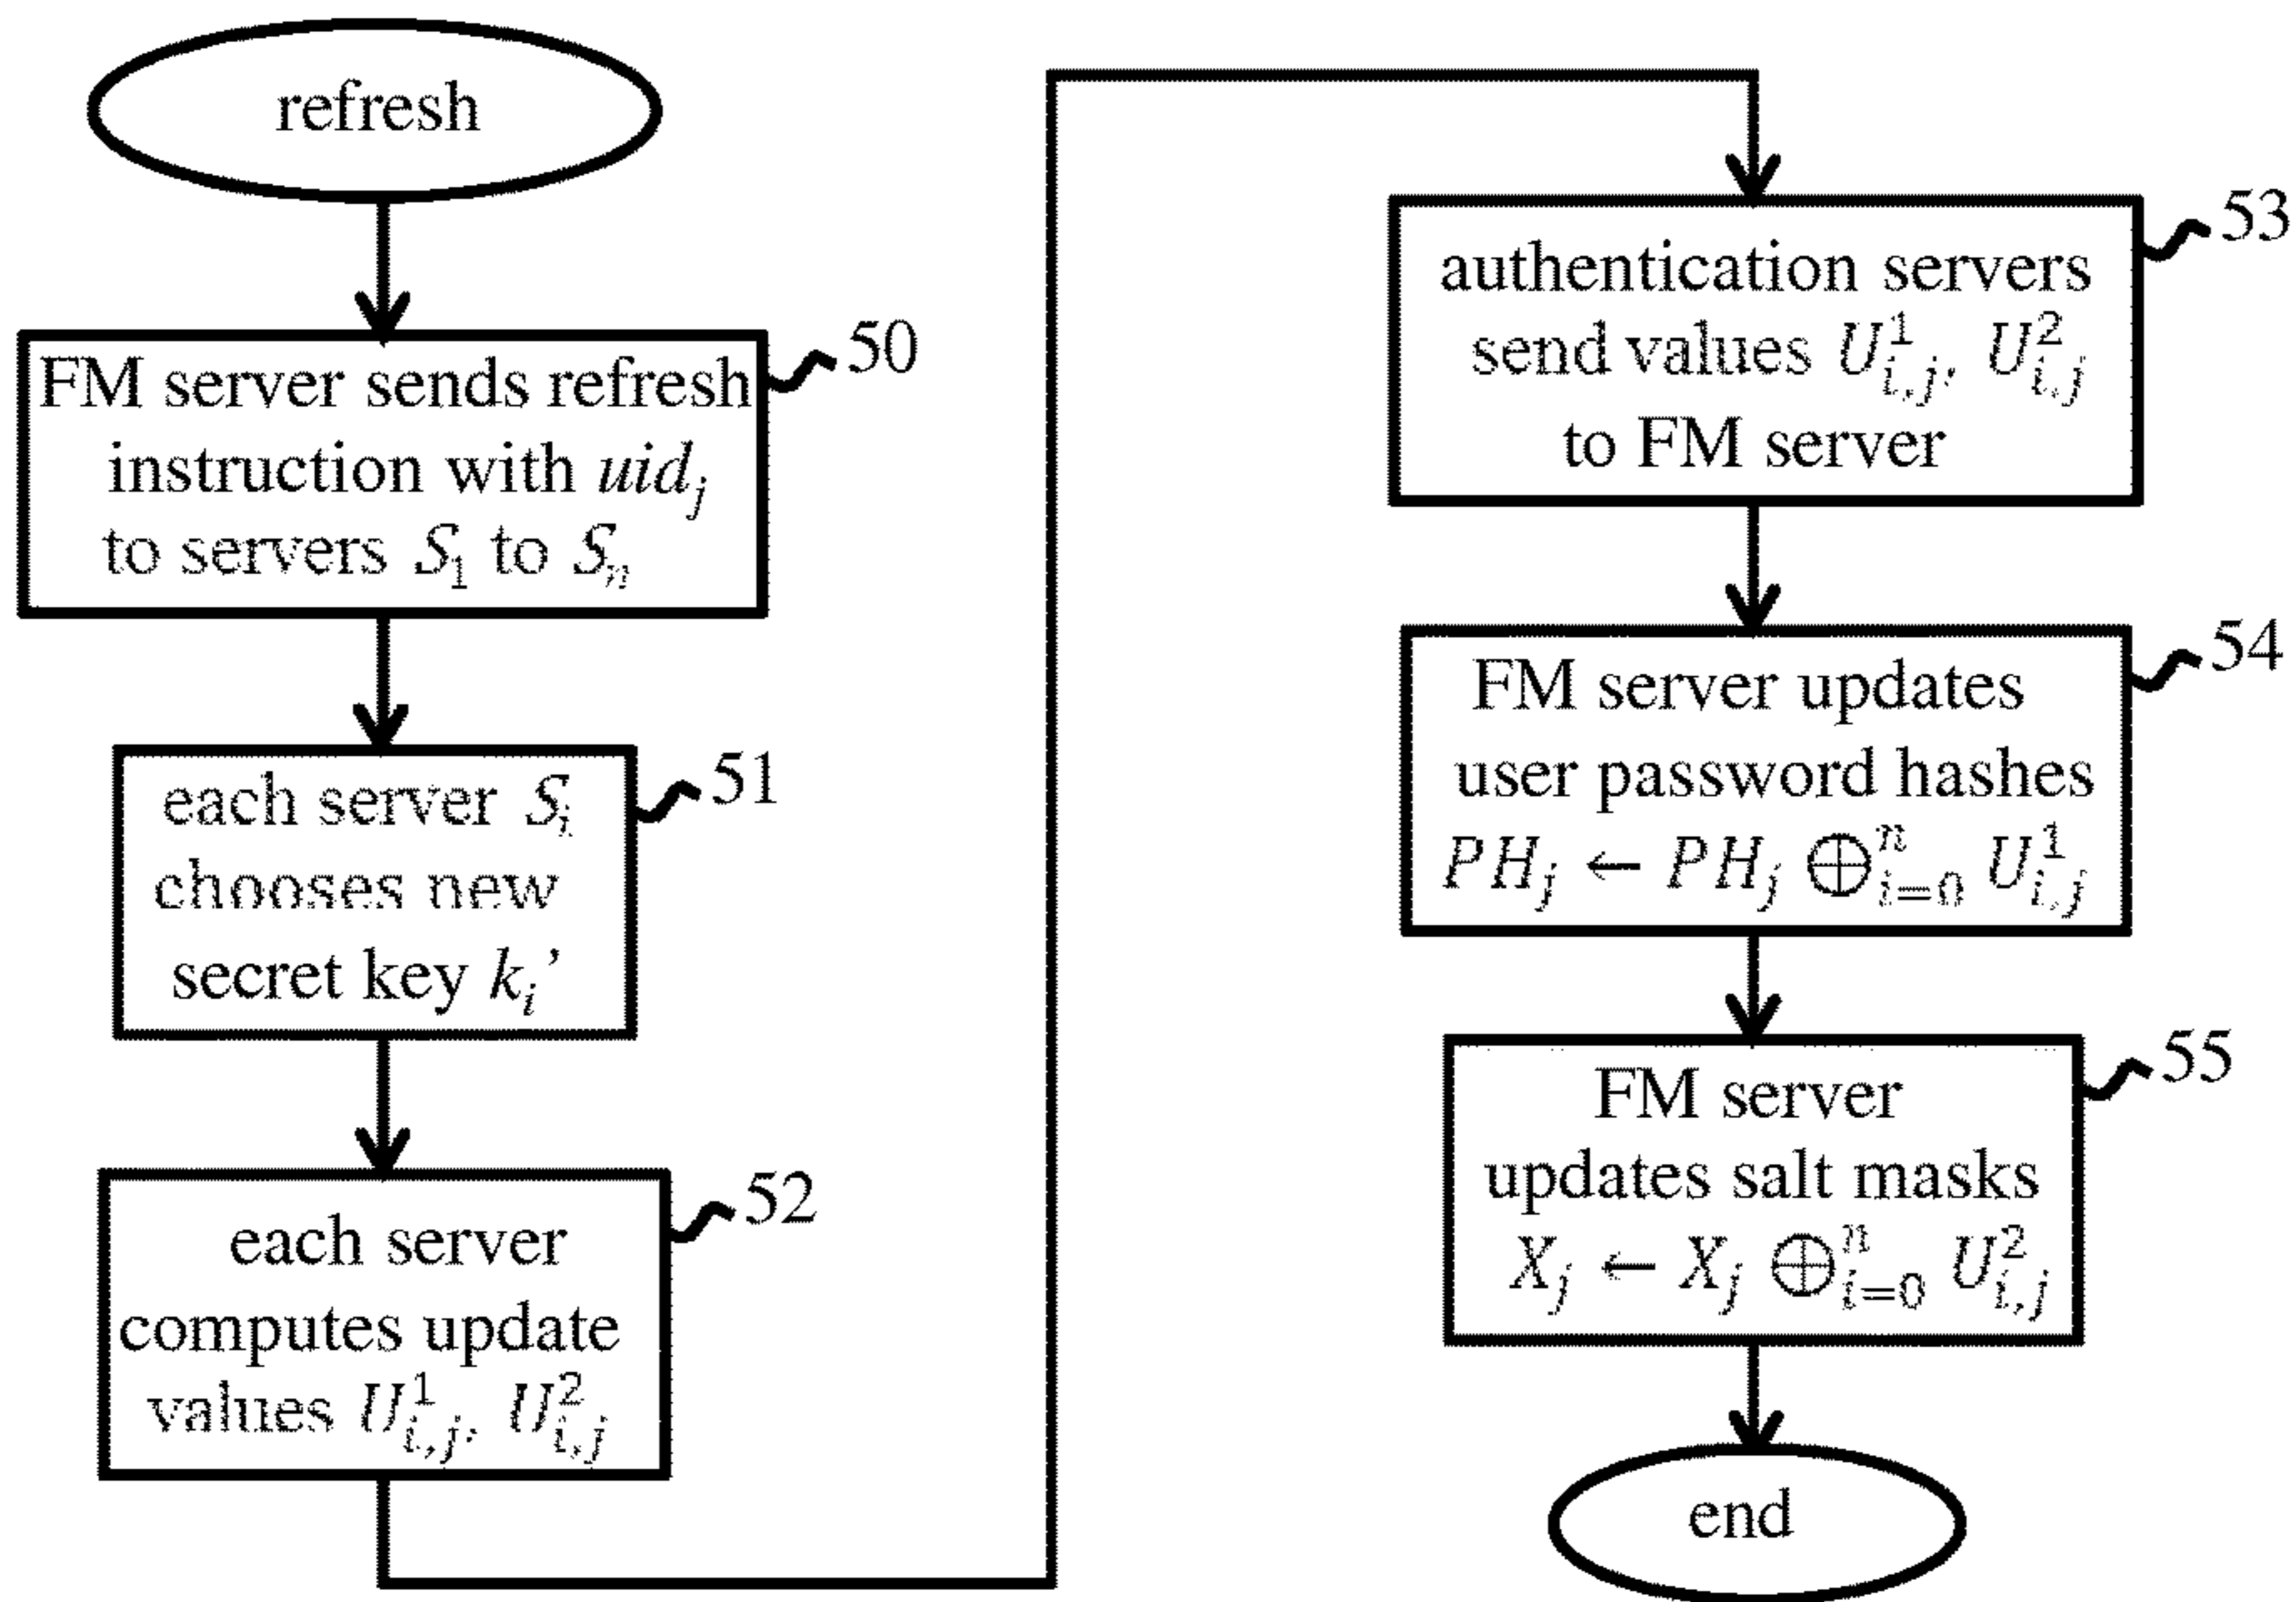 refresh
FM server sends refresh
instruction with uid_j
to servers S_1 to S_n
50
each server S_i
chooses new
secret key k_i’
51
each server
computes update
values U^1_{i,j}, U^2_{i,j}
52
authentication servers
send values U^1_{i,j}, U^2_{i,j}
to FM server
53
FM server updates
user password hashes
PH_j ← PH_j ⊕^n_{i=0} U^1_{i,j}
54
FM server
updates salt masks
X_j ← X_j ⊕^n_{i=0} U^2_{i,j}
55
end